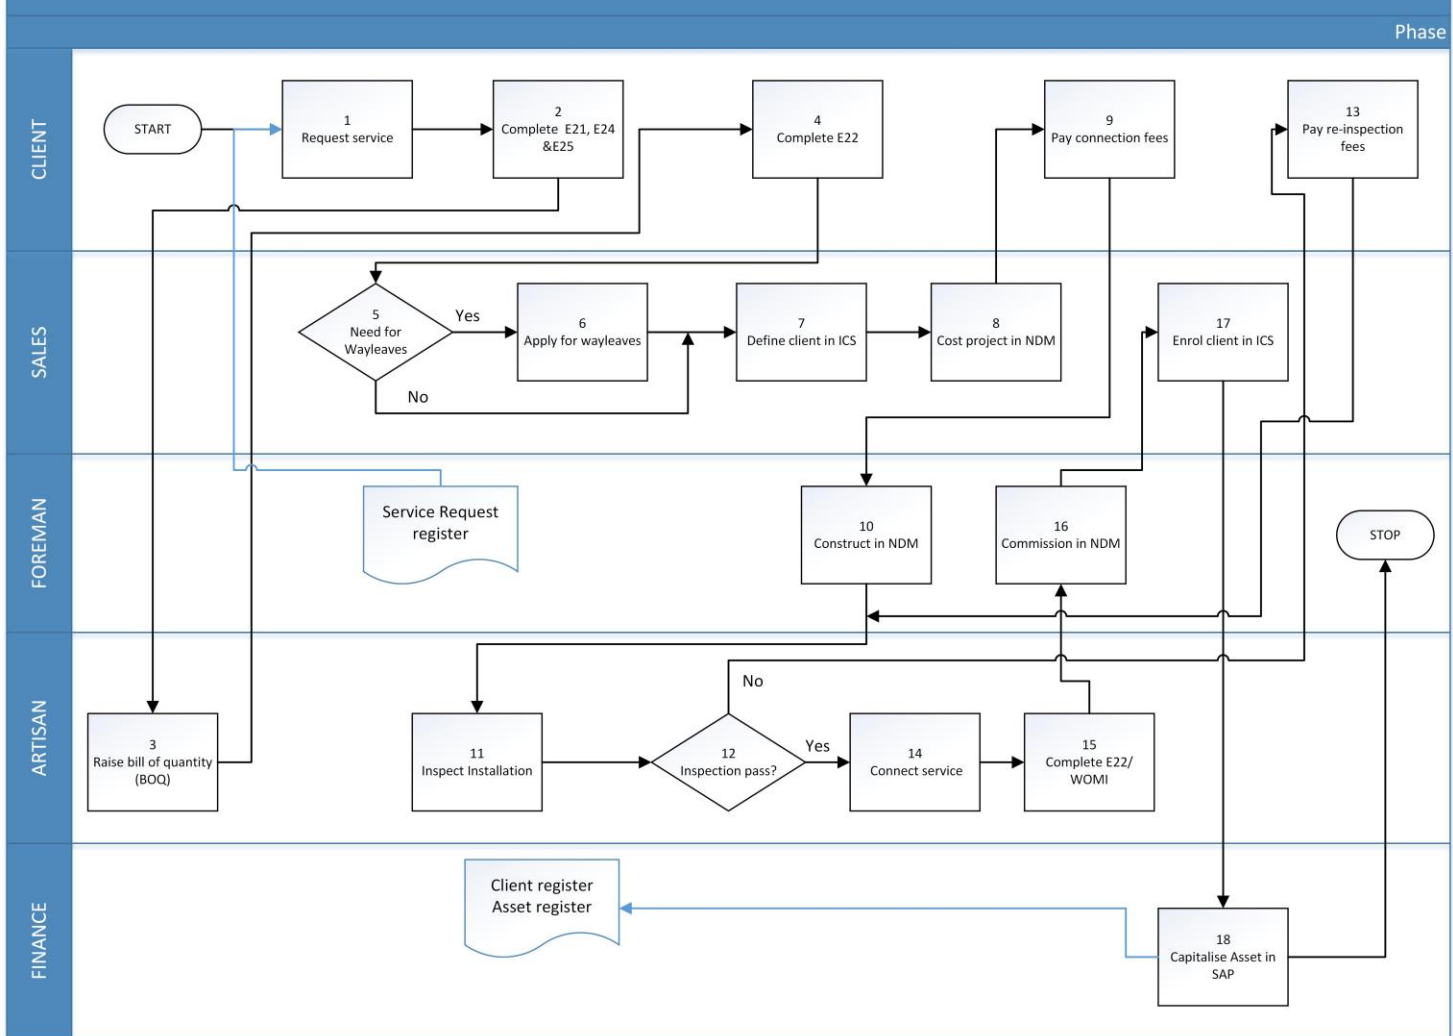 Phase
CLIENT
START
1
Request service
2
Complete E21, E24
&E25
4
Complete E22
9
Pay connection fees
13
Pay re-inspection
fees
SALES
5
Need for
Wayleaves
Yes
No
6
Apply for wayleaves
7
Define client in ICS
8
Cost project in NDM
17
Enrol client in ICS
FOREMAN
Service Request
register
10
Construct in NDM
16
Commission in NDM
STOP
ARTISAN
3
Raise bill of quantity
(BOQ)
11
Inspect Installation
12
Inspection pass?
No
Yes
14
Connect service
15
Complete E22/
WOMI
FINANCE
Client register
Asset register
18
Capitalise Asset in
SAP